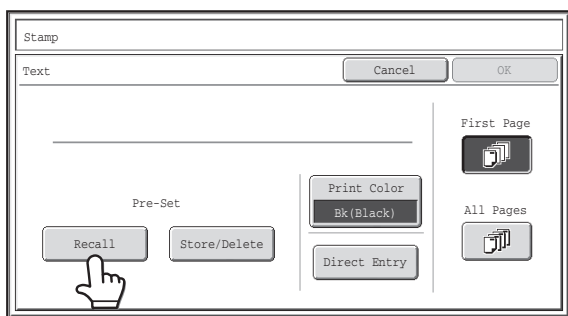 Stamp
Text
Cancel
OK
First Page
Print Color
Bk(Black)
Pre-Set
All Pages
Recall
Store/Delete
Direct Entry